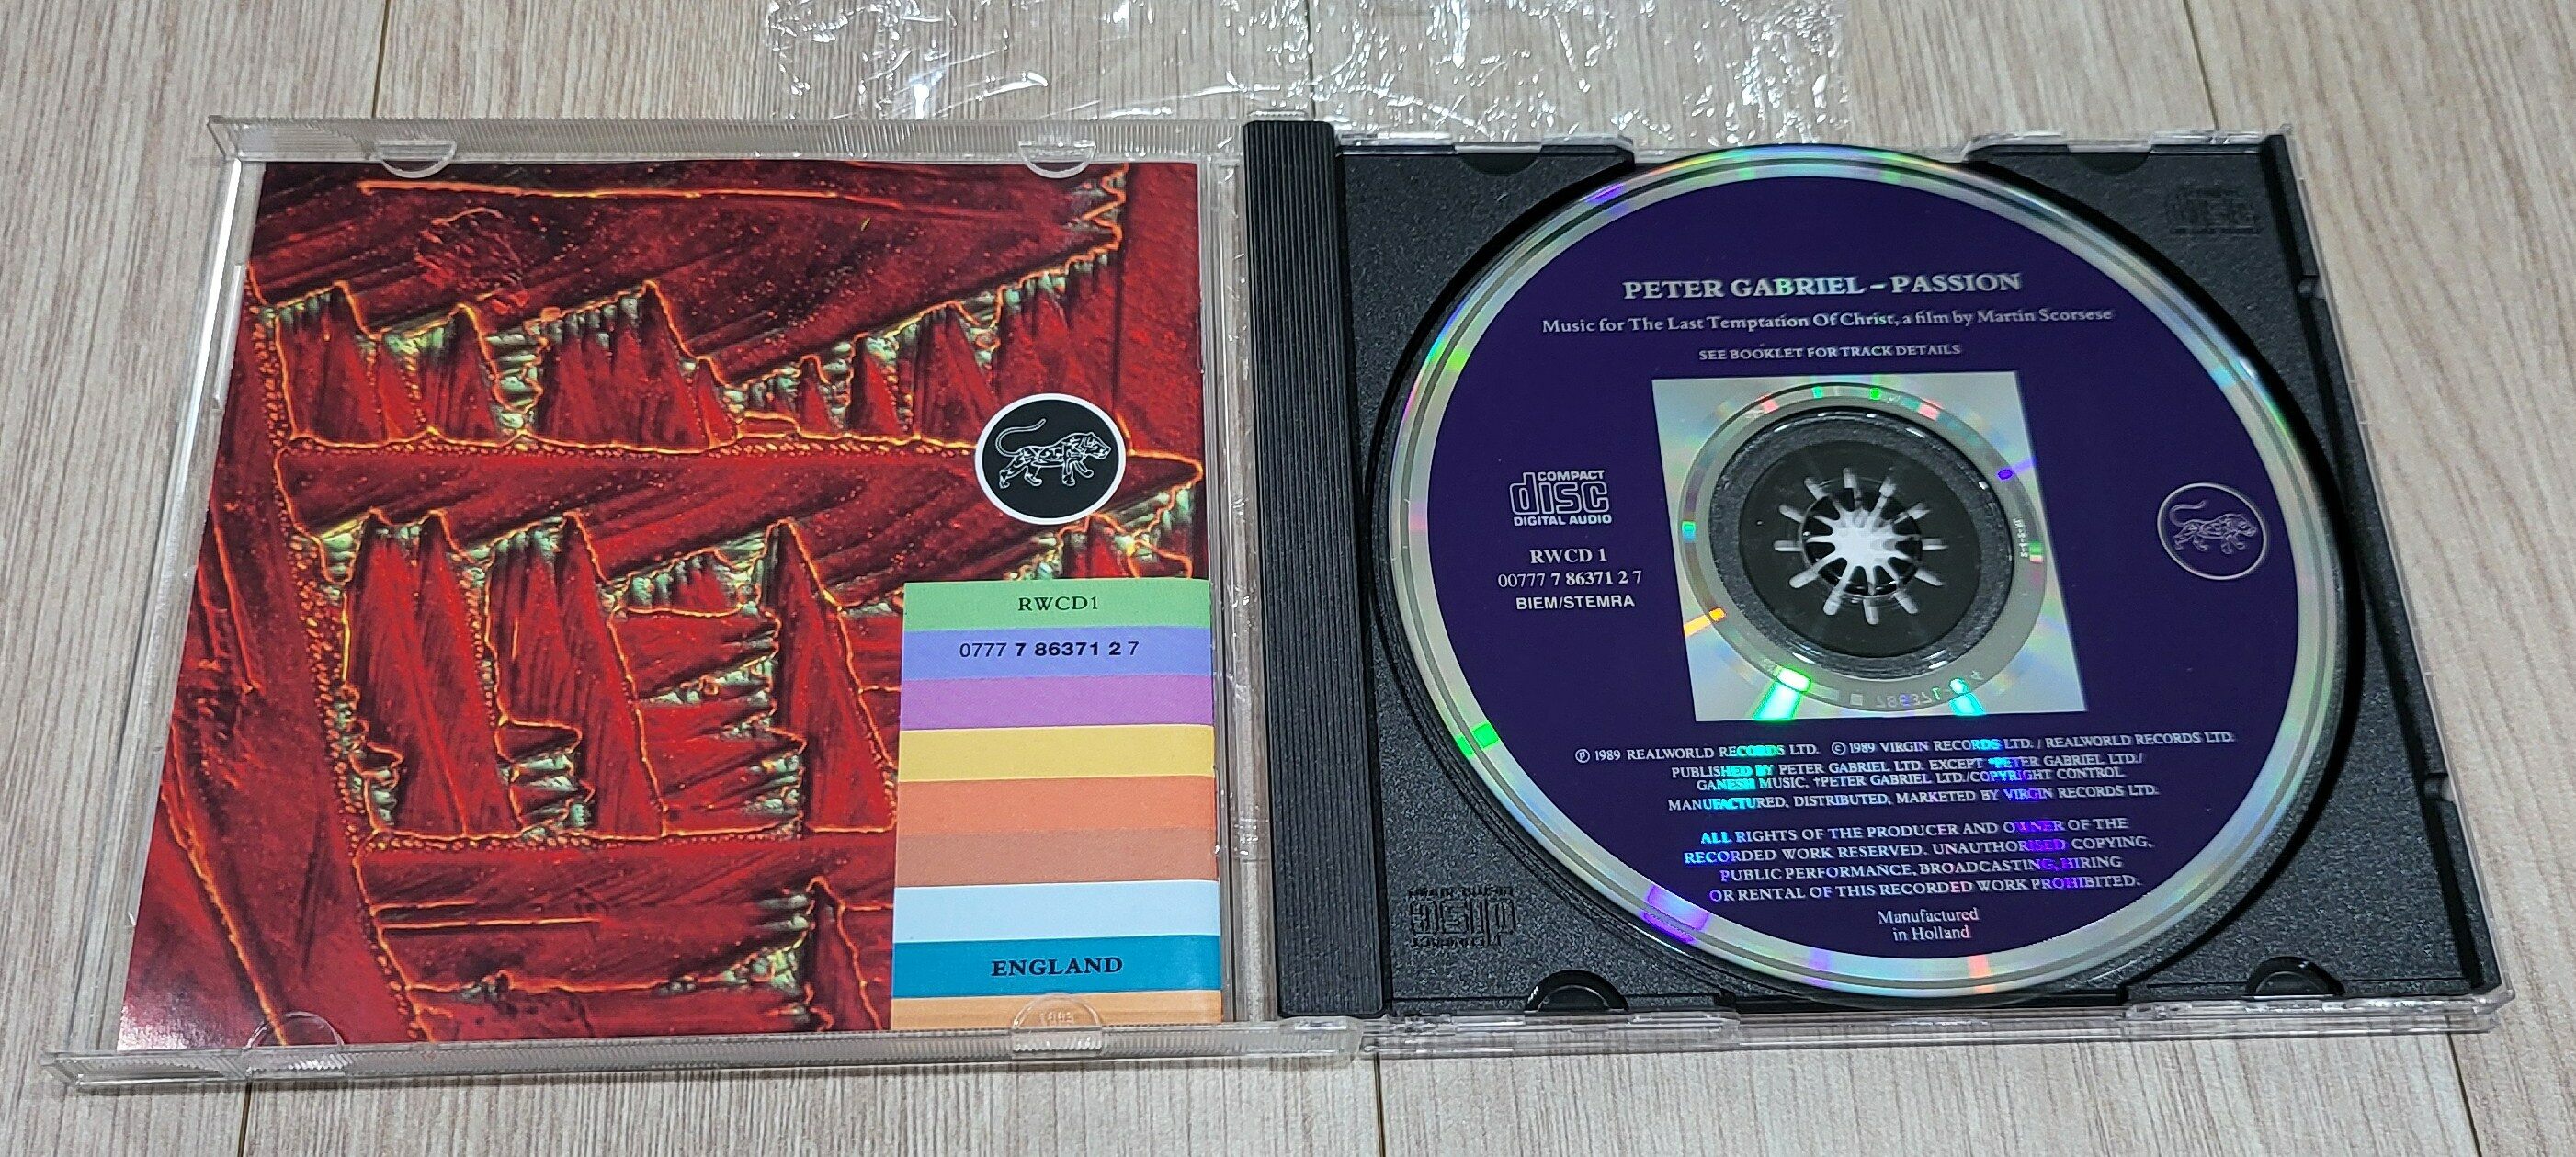 RWCD1
0777 7 86371 2 7
ENGLAND
PETER GABRIEL – PASSION
Music for The Last Temptation Of Christ, a film by Martin Scorsese
SEE BOOKLET FOR TRACK DETAILS
COMPACT
disc
DIGITAL AUDIO
RWCD 1
00777 7 86371 2 7
BIEM/STEMRA
℗ 1989 REALWORLD RECORDS LTD. © 1989 VIRGIN RECORDS LTD. / REALWORLD RECORDS LTD.
PUBLISHED BY PETER GABRIEL LTD. EXCEPT *PETER GABRIEL LTD./
GANESH MUSIC, †PETER GABRIEL LTD./COPYRIGHT CONTROL
MANUFACTURED, DISTRIBUTED, MARKETED BY VIRGIN RECORDS LTD.
ALL RIGHTS OF THE PRODUCER AND OWNER OF THE
RECORDED WORK RESERVED. UNAUTHORISED COPYING,
PUBLIC PERFORMANCE, BROADCASTING, HIRING
OR RENTAL OF THIS RECORDED WORK PROHIBITED.
Manufactured
in Holland